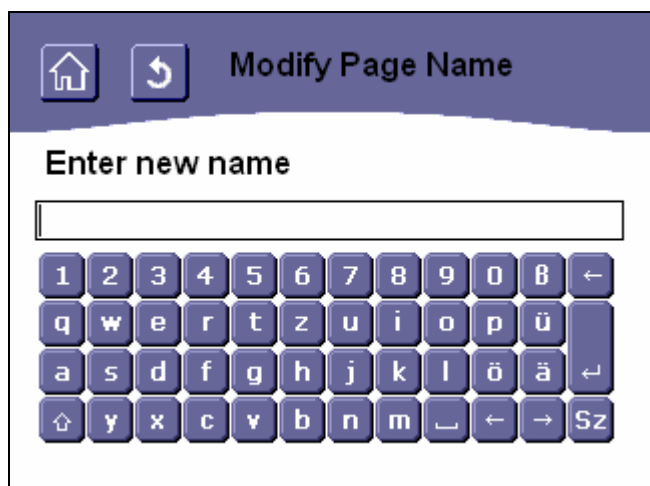 Modify Page Name
Enter new name
1 2 3 4 5 6 7 8 9 0 ß ←
q w e r t z u i o p ü
a s d f g h j k l ö ä ↵
⇧ y x c v b n m ⎵ ← → Sz